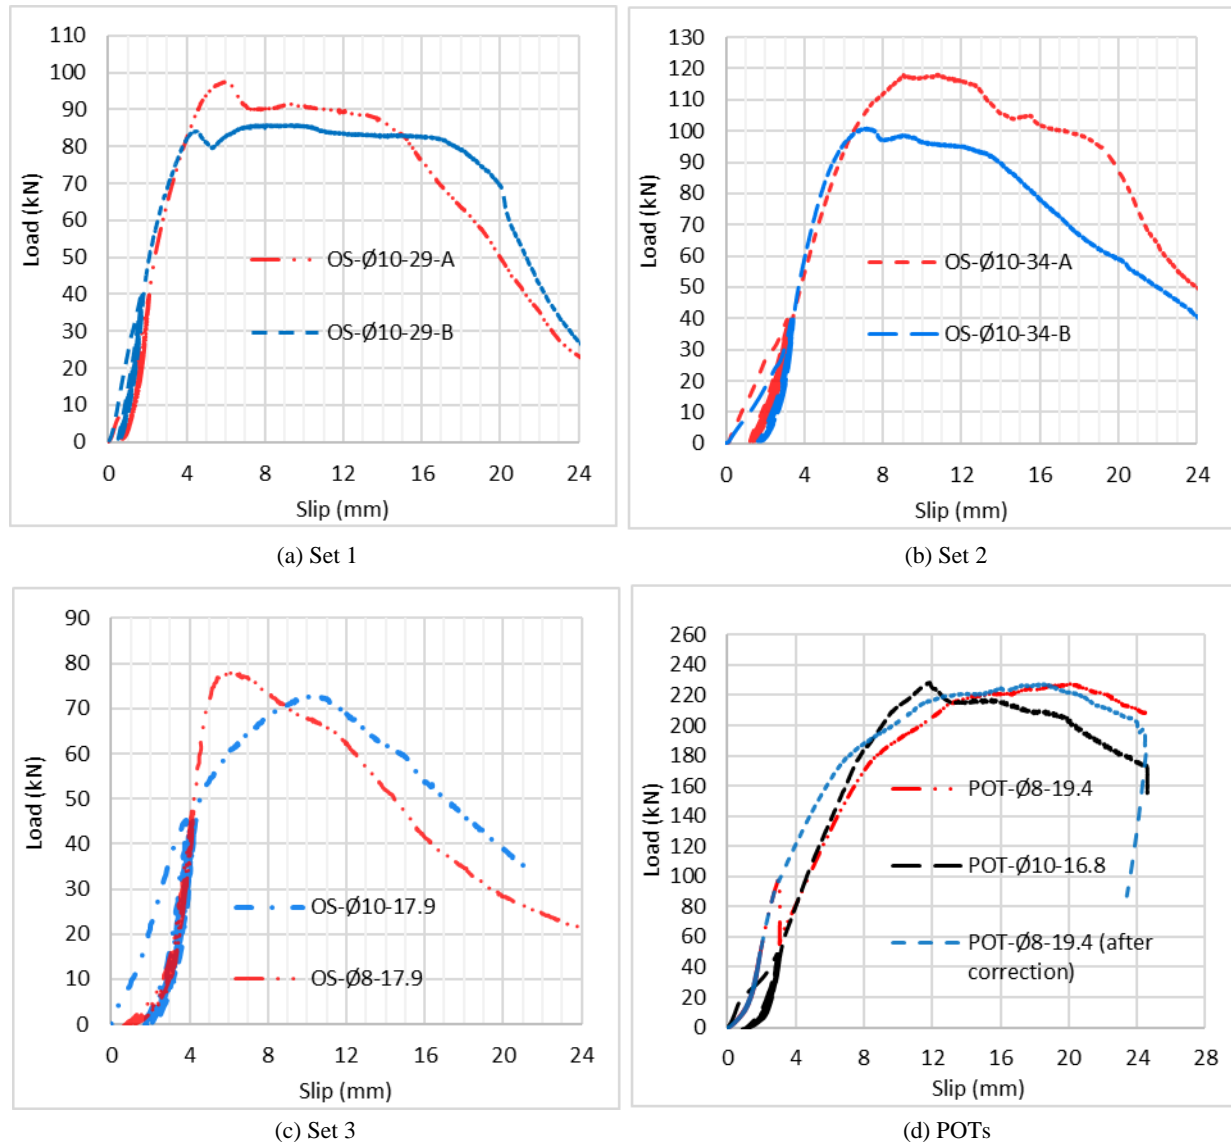 110
100
90
80
70
60
50
40
30
20
10
0
Load (kN)
OS-Ø10-29-A
OS-Ø10-29-B
0 4 8 12 16 20 24
Slip (mm)
(a) Set 1
130
120
110
100
90
80
70
60
50
40
30
20
10
0
Load (kN)
OS-Ø10-34-A
OS-Ø10-34-B
0 4 8 12 16 20 24
Slip (mm)
(b) Set 2
90
80
70
60
50
40
30
20
10
0
Load (kN)
OS-Ø10-17.9
OS-Ø8-17.9
0 4 8 12 16 20 24
Slip (mm)
(c) Set 3
260
240
220
200
180
160
140
120
100
80
60
40
20
0
Load (kN)
POT-Ø8-19.4
POT-Ø10-16.8
POT-Ø8-19.4 (after
correction)
0 4 8 12 16 20 24 28
Slip (mm)
(d) POTs